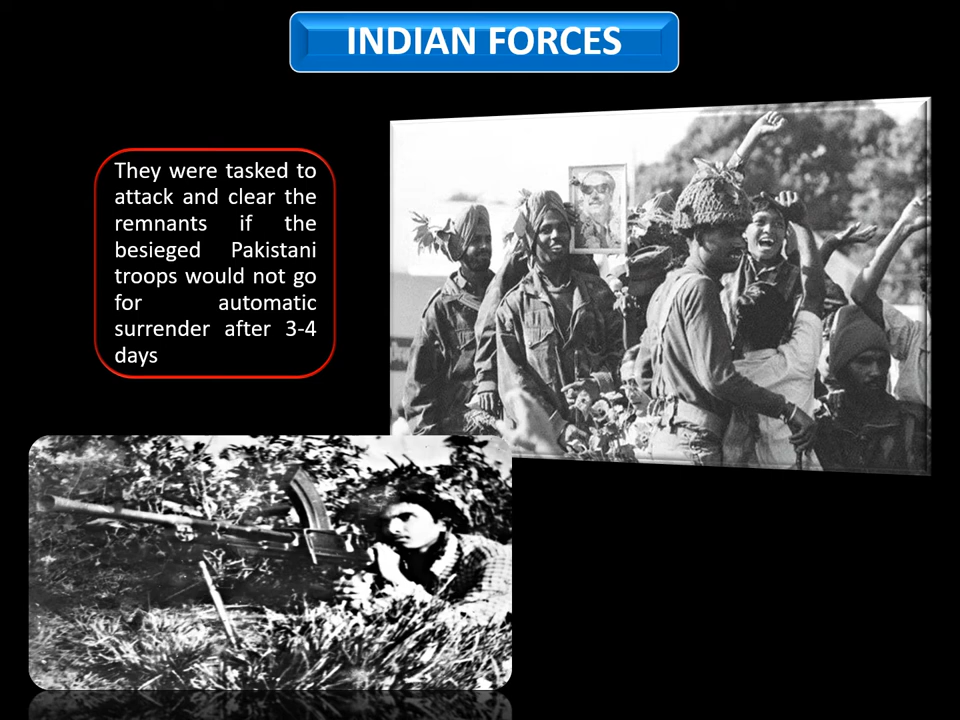 INDIAN FORCES
They were tasked to
attack and clear the
remnants if the
besieged Pakistani
troops would not go
for automatic
surrender after 3-4
days